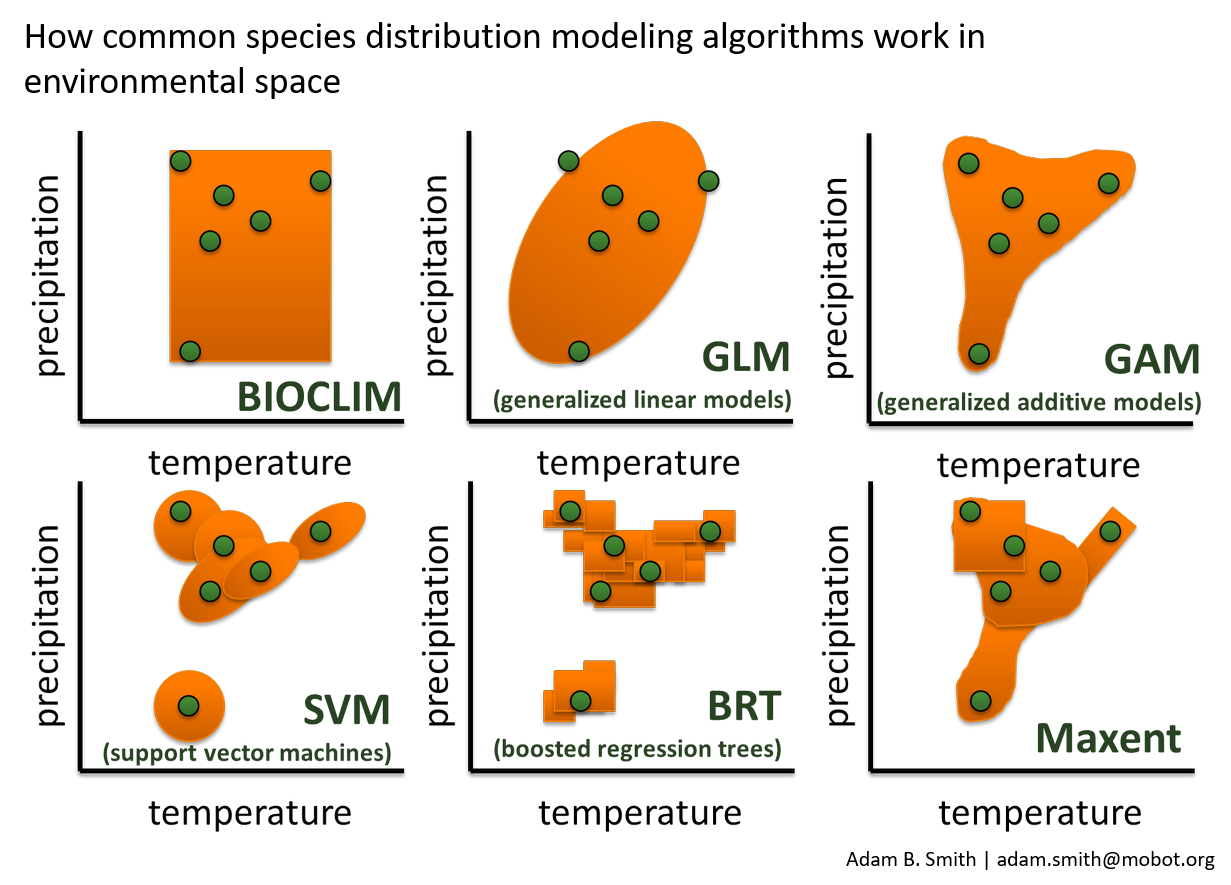 How common species distribution modeling algorithms work in
environmental space
precipitation
BIOCLIM
temperature
precipitation
GLM
(generalized linear models)
temperature
precipitation
GAM
(generalized additive models)
temperature
precipitation
SVM
(support vector machines)
temperature
precipitation
BRT
(boosted regression trees)
temperature
precipitation
Maxent
temperature
Adam B. Smith | adam.smith@mobot.org